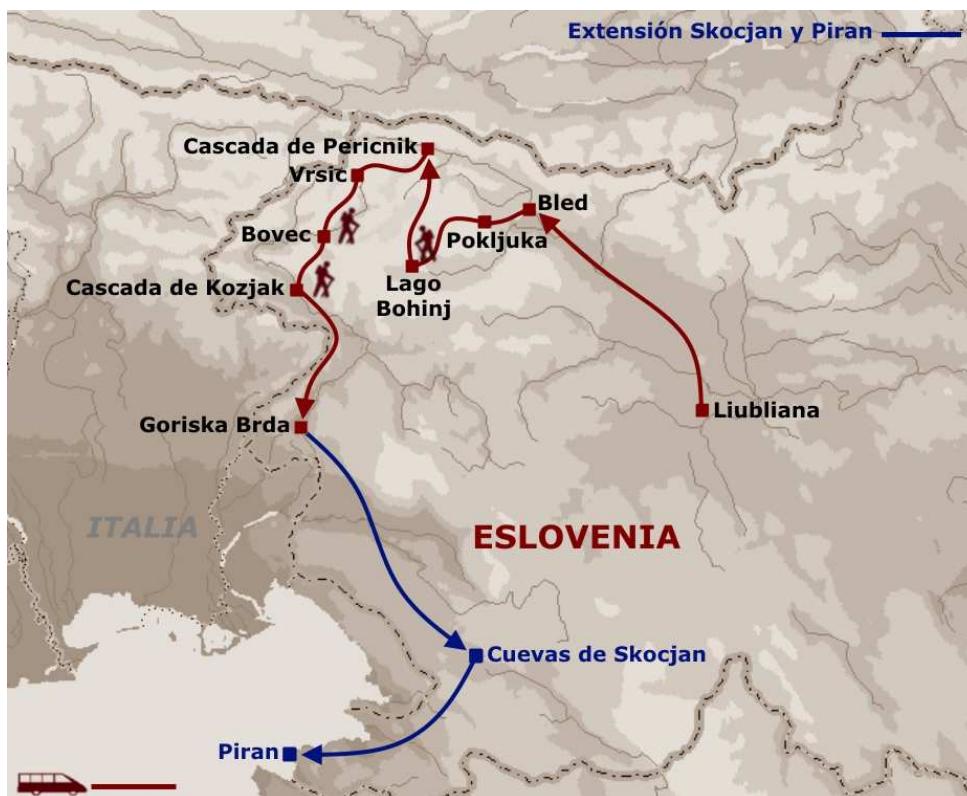 Extensión Skocjan y Piran
Cascada de Pericnik
Vrsic
Bled
Bovec
Pokljuka
Cascada de Kozjak
Lago
Bohinj
Liubliana
Goriska Brda
ITALIA
ESLOVENIA
Cuevas de Skocjan
Piran